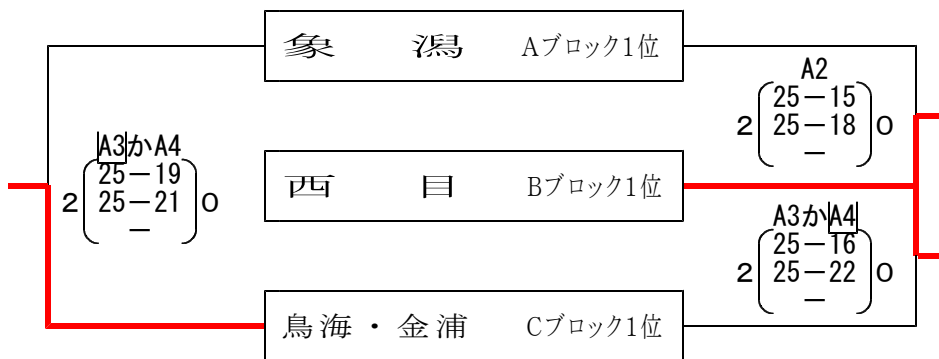 象　潟　Aブロック1位
A2
2 25－15 0
25－18
－
A3かA4
2 25－19 0
25－21
－
西　目　Bブロック1位
A3かA4
2 25－16 0
25－22
－
鳥海・金浦　Cブロック1位